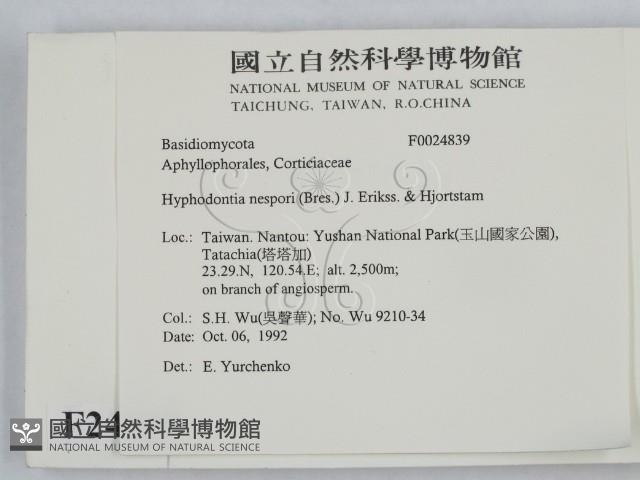 國立自然科學博物館
NATIONAL MUSEUM OF NATURAL SCIENCE
TAICHUNG, TAIWAN, R.O.CHINA
Basidiomycota F0024839
Aphyllophorales, Corticiaceae
Hyphodontia nespori (Bres.) J. Erikss. & Hjortstam
Loc.: Taiwan. Nantou: Yushan National Park(玉山國家公園),
Tatachia(塔塔加)
23.29.N, 120.54.E; alt. 2,500m;
on branch of angiosperm.
Col.: S.H. Wu(吳聲華); No. Wu 9210-34
Date: Oct. 06, 1992
Det.: E. Yurchenko
F24
國立自然科學博物館
NATIONAL MUSEUM OF NATURAL SCIENCE